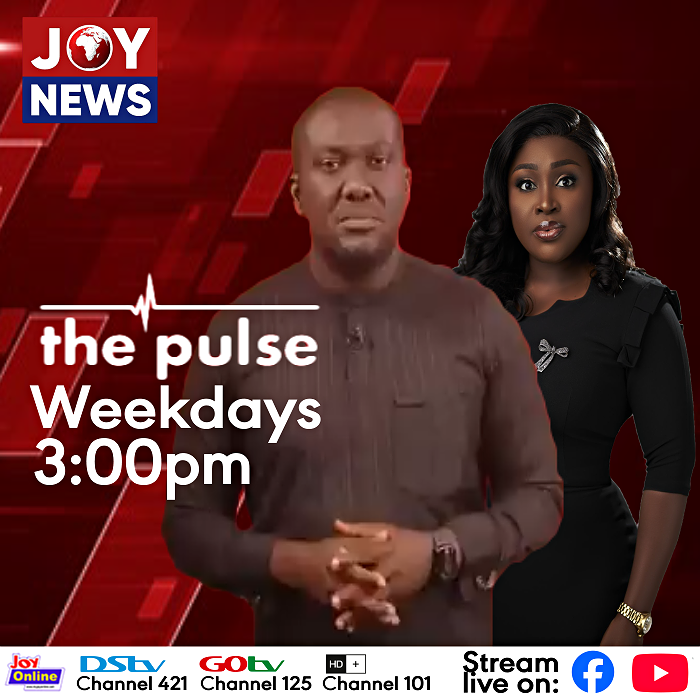 JOY
NEWS
the pulse
Weekdays
3:00pm
Joy
Online
DStv
Channel 421
GOtv
Channel 125
HD +
Channel 101
Stream
live on: